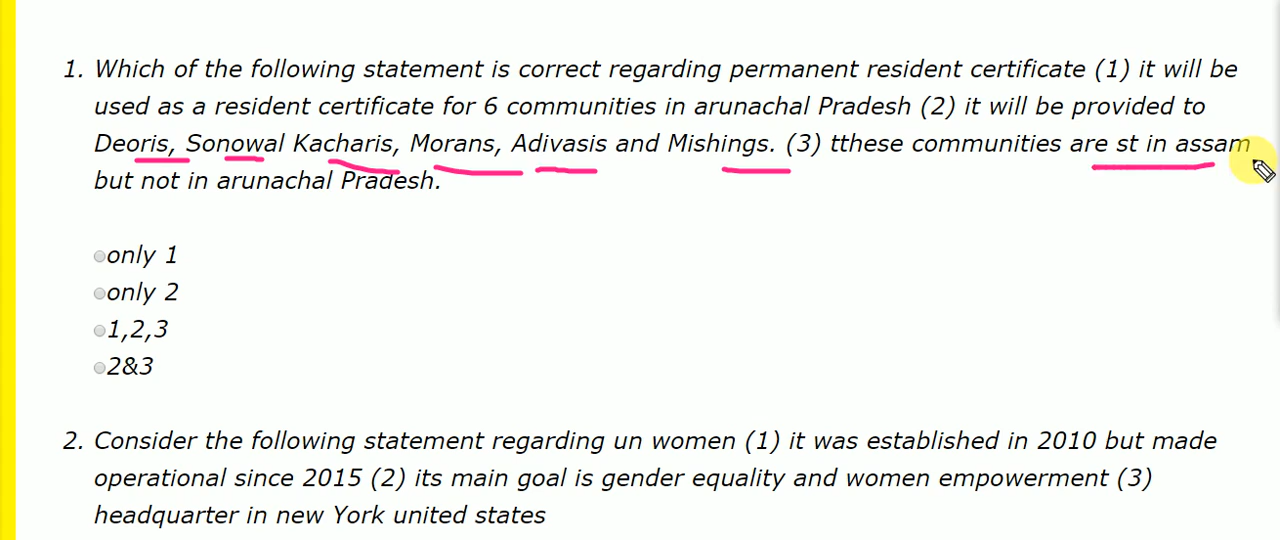 1. Which of the following statement is correct regarding permanent resident certificate (1) it will be
used as a resident certificate for 6 communities in arunachal Pradesh (2) it will be provided to
Deoris, Sonowal Kacharis, Morans, Adivasis and Mishings. (3) tthese communities are st in assam
but not in arunachal Pradesh.
only 1
only 2
1,2,3
2&3
2. Consider the following statement regarding un women (1) it was established in 2010 but made
operational since 2015 (2) its main goal is gender equality and women empowerment (3)
headquarter in new York united states